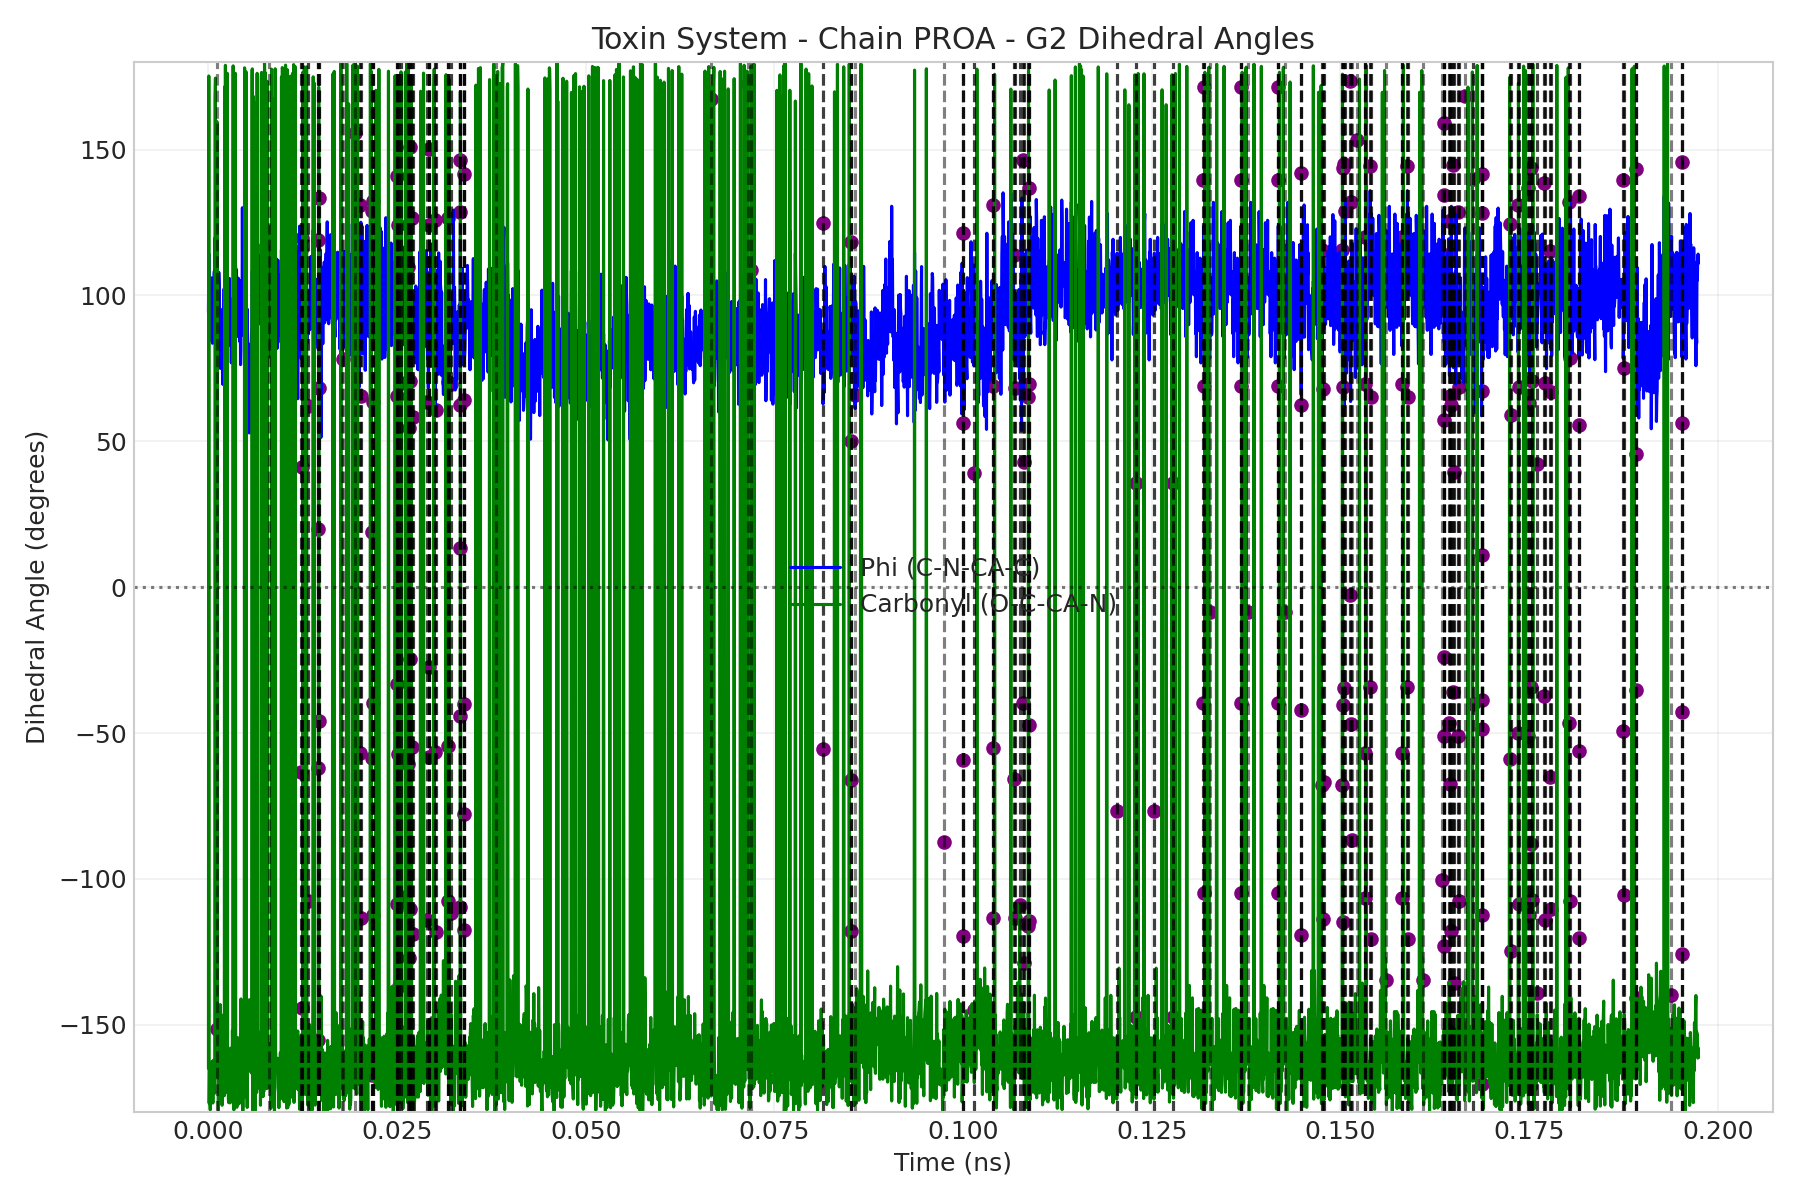 Toxin System - Chain PROA - G2 Dihedral Angles
150
100
50
0
−50
−100
−150
Dihedral Angle (degrees)
Phi (C-N-CA-C)
Carbonyl (O-C-CA-N)
0.000 0.025 0.050 0.075 0.100 0.125 0.150 0.175 0.200
Time (ns)